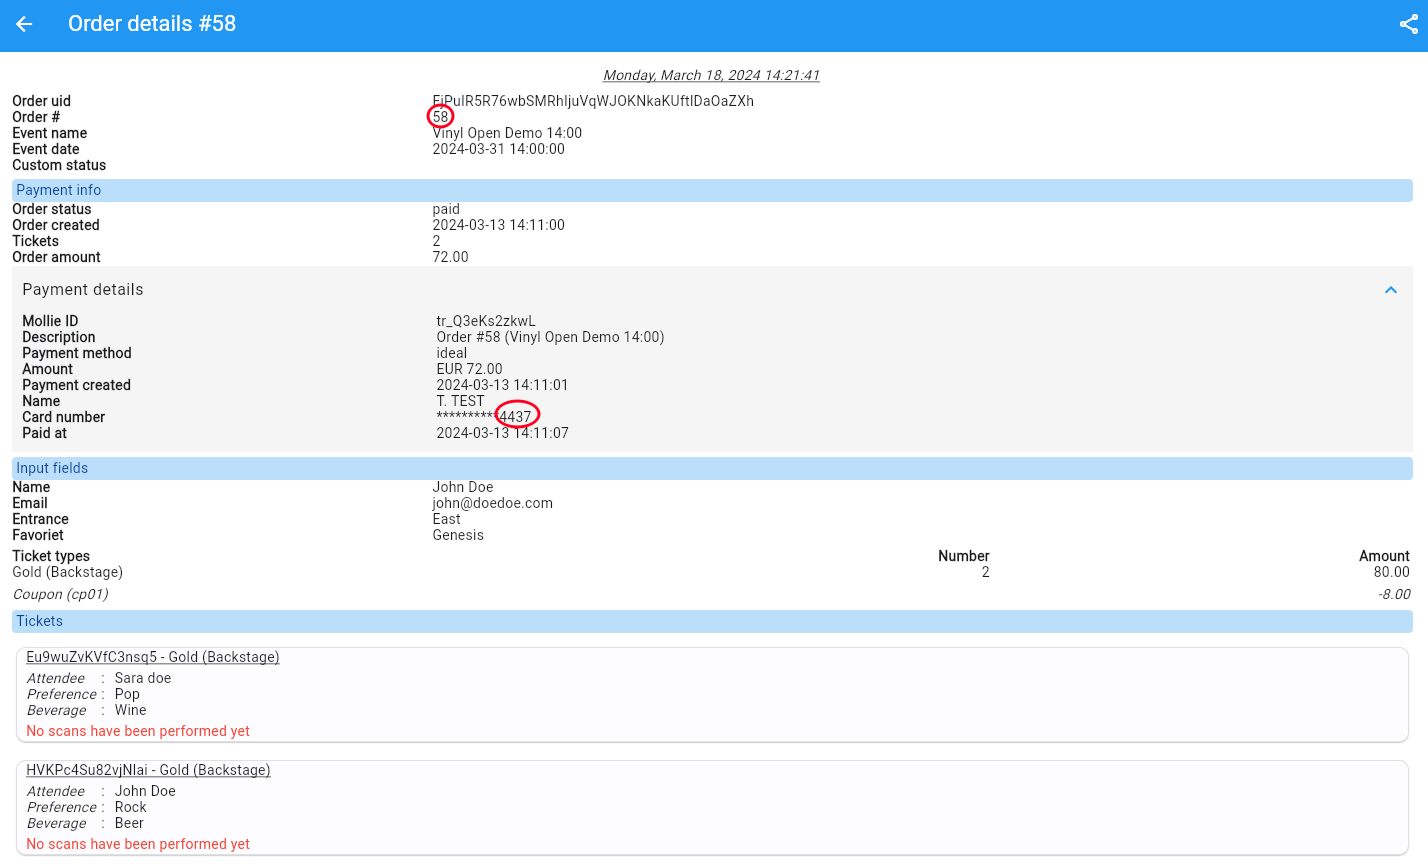 Order details #58
Monday, March 18, 2024 14:21:41
Order uid EjPuIR5R76wbSMRhIjuVqWJOKNkaKUftlDaOaZXh
Order # 58
Event name Vinyl Open Demo 14:00
Event date 2024-03-31 14:00:00
Custom status
Payment info
Order status paid
Order created 2024-03-13 14:11:00
Tickets 2
Order amount 72.00
Payment details
Mollie ID tr_Q3eKs2zkwL
Description Order #58 (Vinyl Open Demo 14:00)
Payment method ideal
Amount EUR 72.00
Payment created 2024-03-13 14:11:01
Name T. TEST
Card number **********4437
Paid at 2024-03-13 14:11:07
Input fields
Name John Doe
Email john@doedoe.com
Entrance East
Favoriet Genesis
Ticket types Number Amount
Gold (Backstage) 2 80.00
Coupon (cp01) -8.00
Tickets
Eu9wuZvKVfC3nsq5 - Gold (Backstage)
Attendee : Sara doe
Preference : Pop
Beverage : Wine
No scans have been performed yet
HVKPc4Su82vjNIai - Gold (Backstage)
Attendee : John Doe
Preference : Rock
Beverage : Beer
No scans have been performed yet